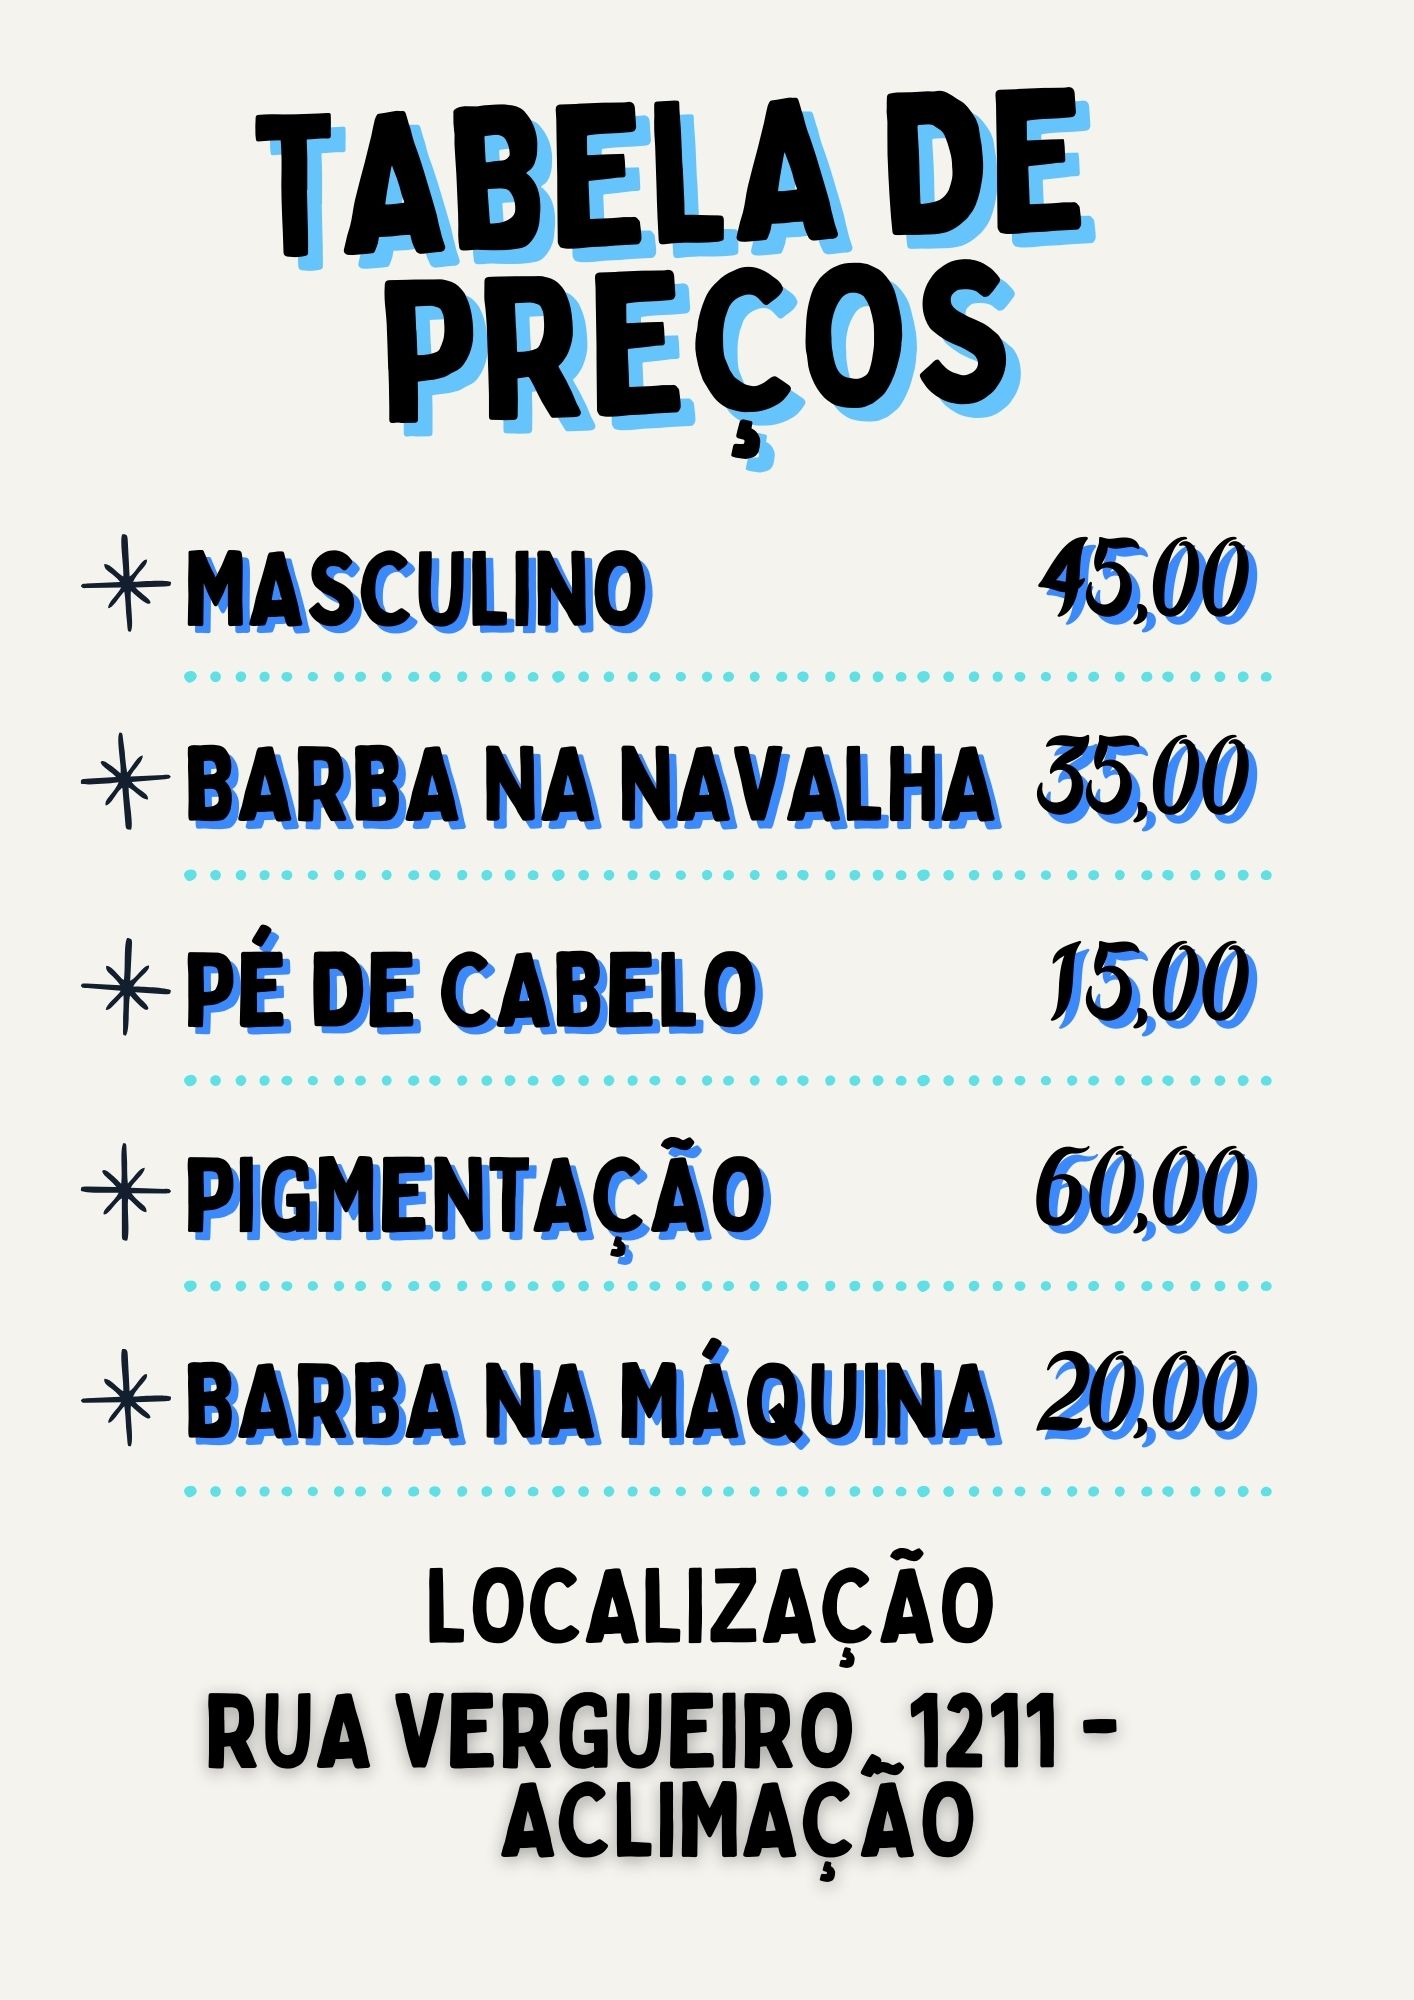 TABELA DE
PREÇOS
MASCULINO 45,00
BARBA NA NAVALHA 35,00
PÉ DE CABELO 15,00
PIGMENTAÇÃO 60,00
BARBA NA MÁQUINA 20,00
LOCALIZAÇÃO
RUA VERGUEIRO, 1211 -
ACLIMAÇÃO